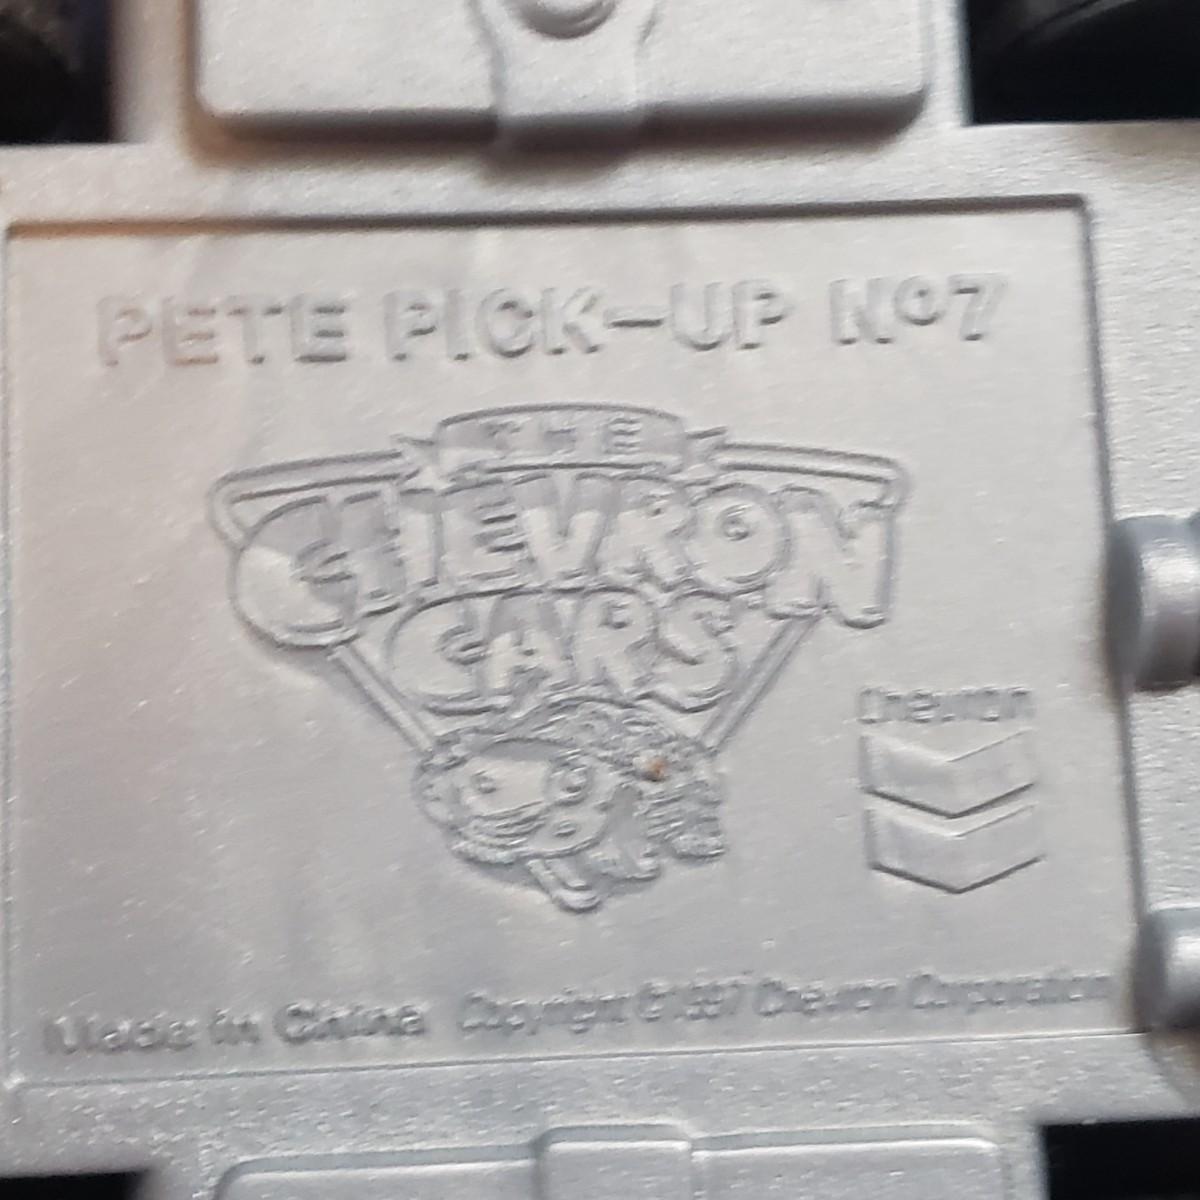 PETE PICK-UP Nº7
THE
CHEVRON
CARS
Chevron
Made in China Copyright ©1997 Chevron Corporation